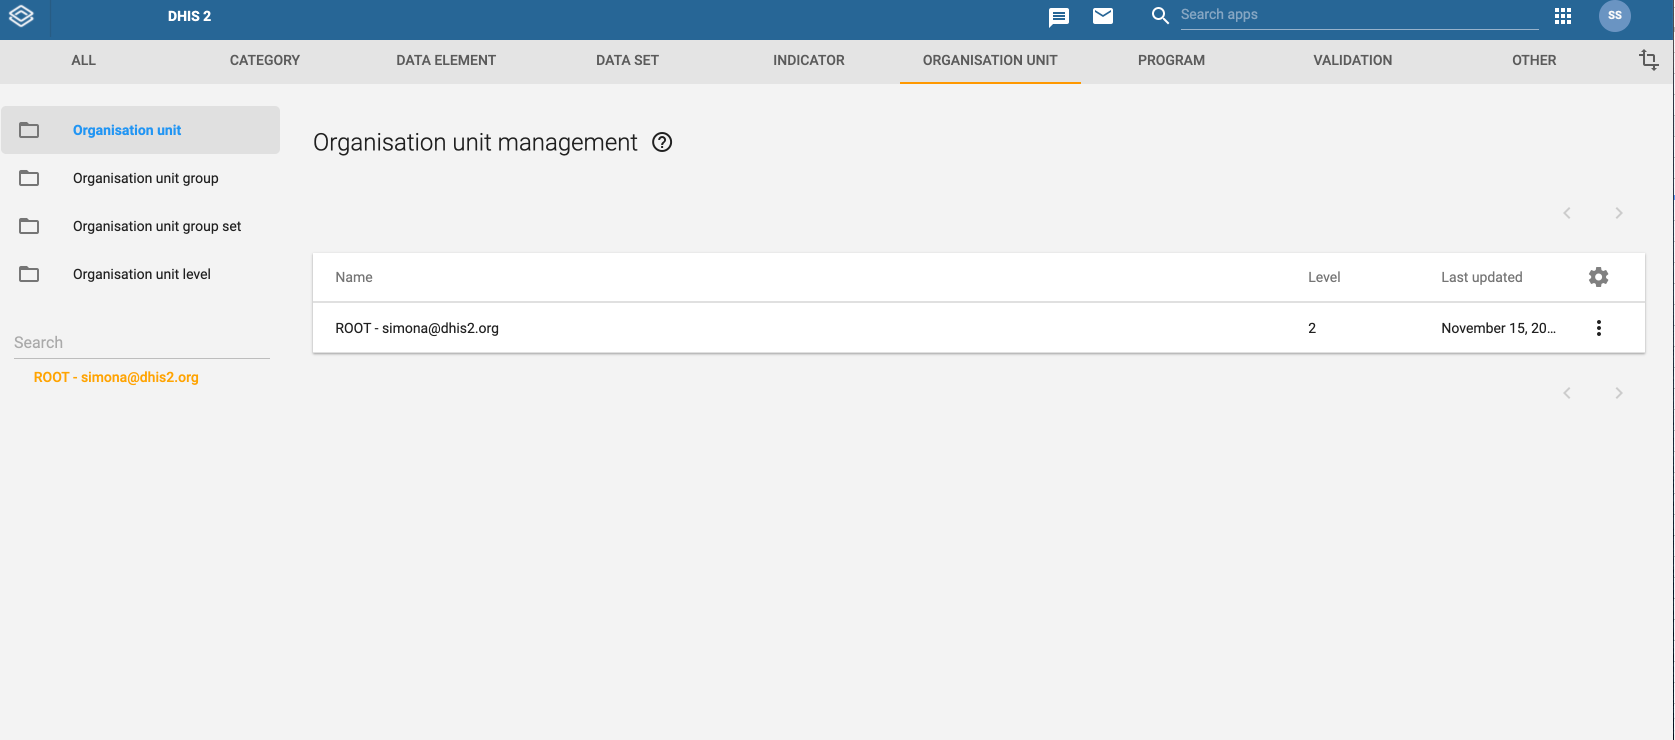 DHIS 2
Search apps
SS
ALL CATEGORY DATA ELEMENT DATA SET INDICATOR ORGANISATION UNIT PROGRAM VALIDATION OTHER
Organisation unit
Organisation unit group
Organisation unit group set
Organisation unit level
Search
ROOT - simona@dhis2.org
Organisation unit management
Name Level Last updated
ROOT - simona@dhis2.org 2 November 15, 20...